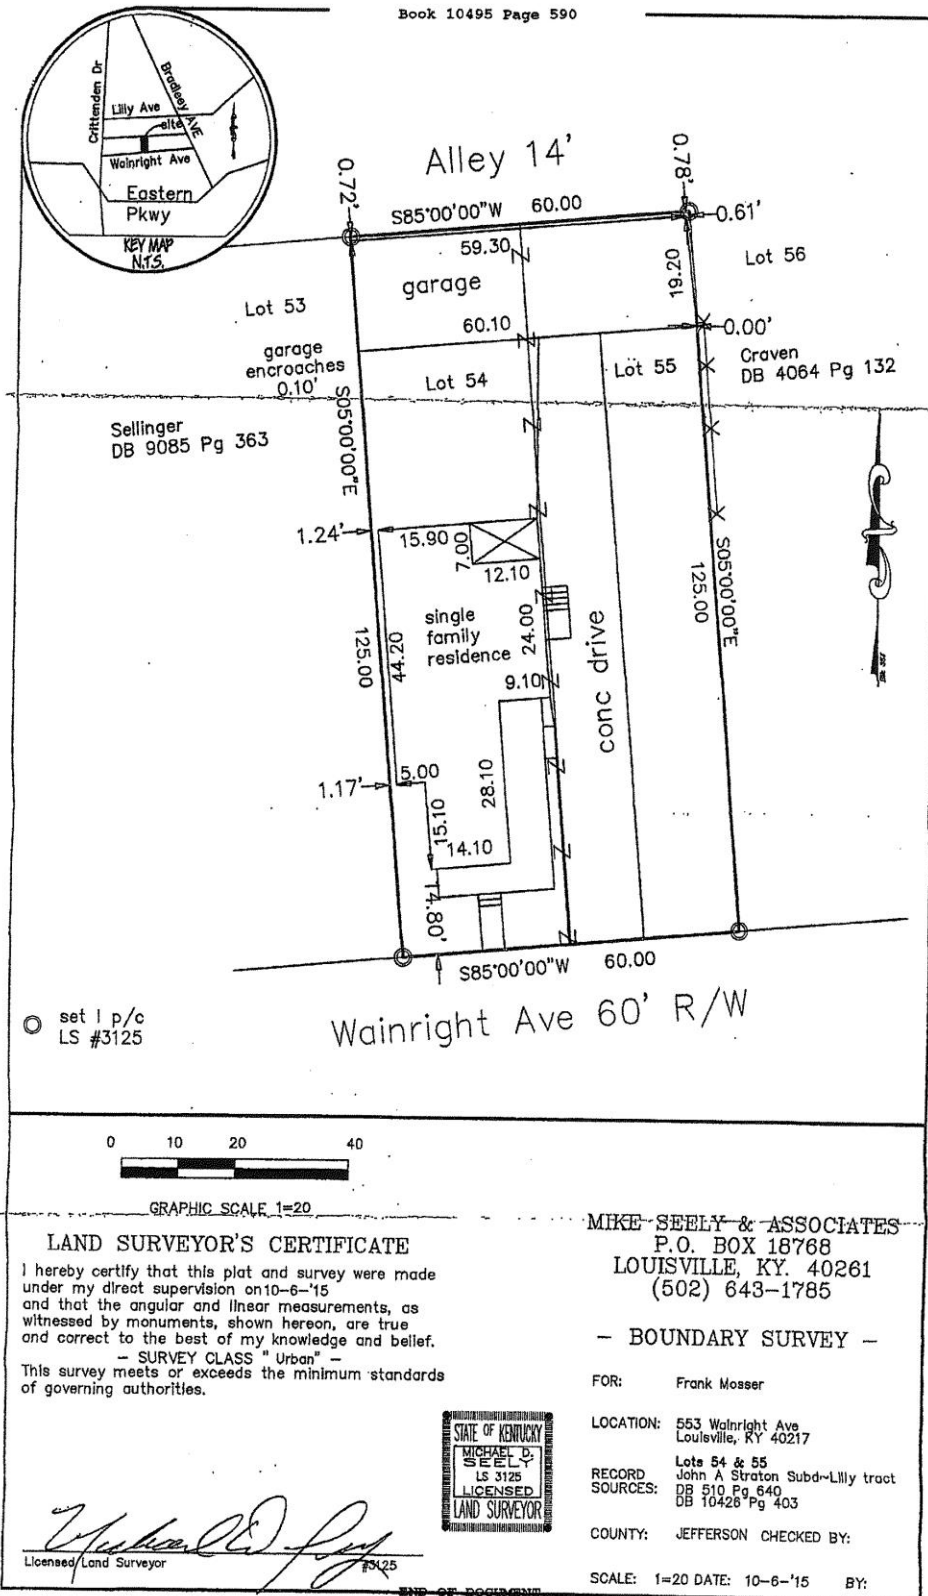 Book 10495 Page 590
Crittenden Dr
Bradley AVE
Lilly Ave
site
Wainright Ave
Eastern
Pkwy
KEY MAP
N.T.S.
Alley 14'
0.72'
S85°00'00"W 60.00
0.78'
0.61'
59.30
19.20
Lot 56
garage
Lot 53
60.10
0.00'
garage
encroaches
0.10'
Lot 54
Lot 55
Craven
DB 4064 Pg 132
S05°00'00"E
Sellinger
DB 9085 Pg 363
1.24'
15.90
7.00
12.10
S05°00'00"E
125.00
single
family
residence
24.00
conc drive
125.00
44.20
9.10
1.17'
5.00
28.10
15.10
14.10
14.80'
S85°00'00"W 60.00
set I p/c
LS #3125
Wainright Ave 60' R/W
0 10 20 40
GRAPHIC SCALE 1=20
LAND SURVEYOR'S CERTIFICATE
I hereby certify that this plat and survey were made
under my direct supervision on10-6-'15
and that the angular and linear measurements, as
witnessed by monuments, shown hereon, are true
and correct to the best of my knowledge and belief.
— SURVEY CLASS " Urban" —
This survey meets or exceeds the minimum standards
of governing authorities.
Licensed Land Surveyor #3125
STATE OF KENTUCKY
MICHAEL D.
SEELY
LS 3125
LICENSED
LAND SURVEYOR
MIKE SEELY & ASSOCIATES
P.O. BOX 18768
LOUISVILLE, KY. 40261
(502) 643-1785
— BOUNDARY SURVEY —
FOR: Frank Mosser
LOCATION: 553 Wainright Ave
Louisville, KY 40217
Lots 54 & 55
RECORD SOURCES: John A Straton Subd~Lilly tract
DB 510 Pg 640
DB 10426 Pg 403
COUNTY: JEFFERSON CHECKED BY:
SCALE: 1=20 DATE: 10-6-'15 BY:
END OF DOCUMENT